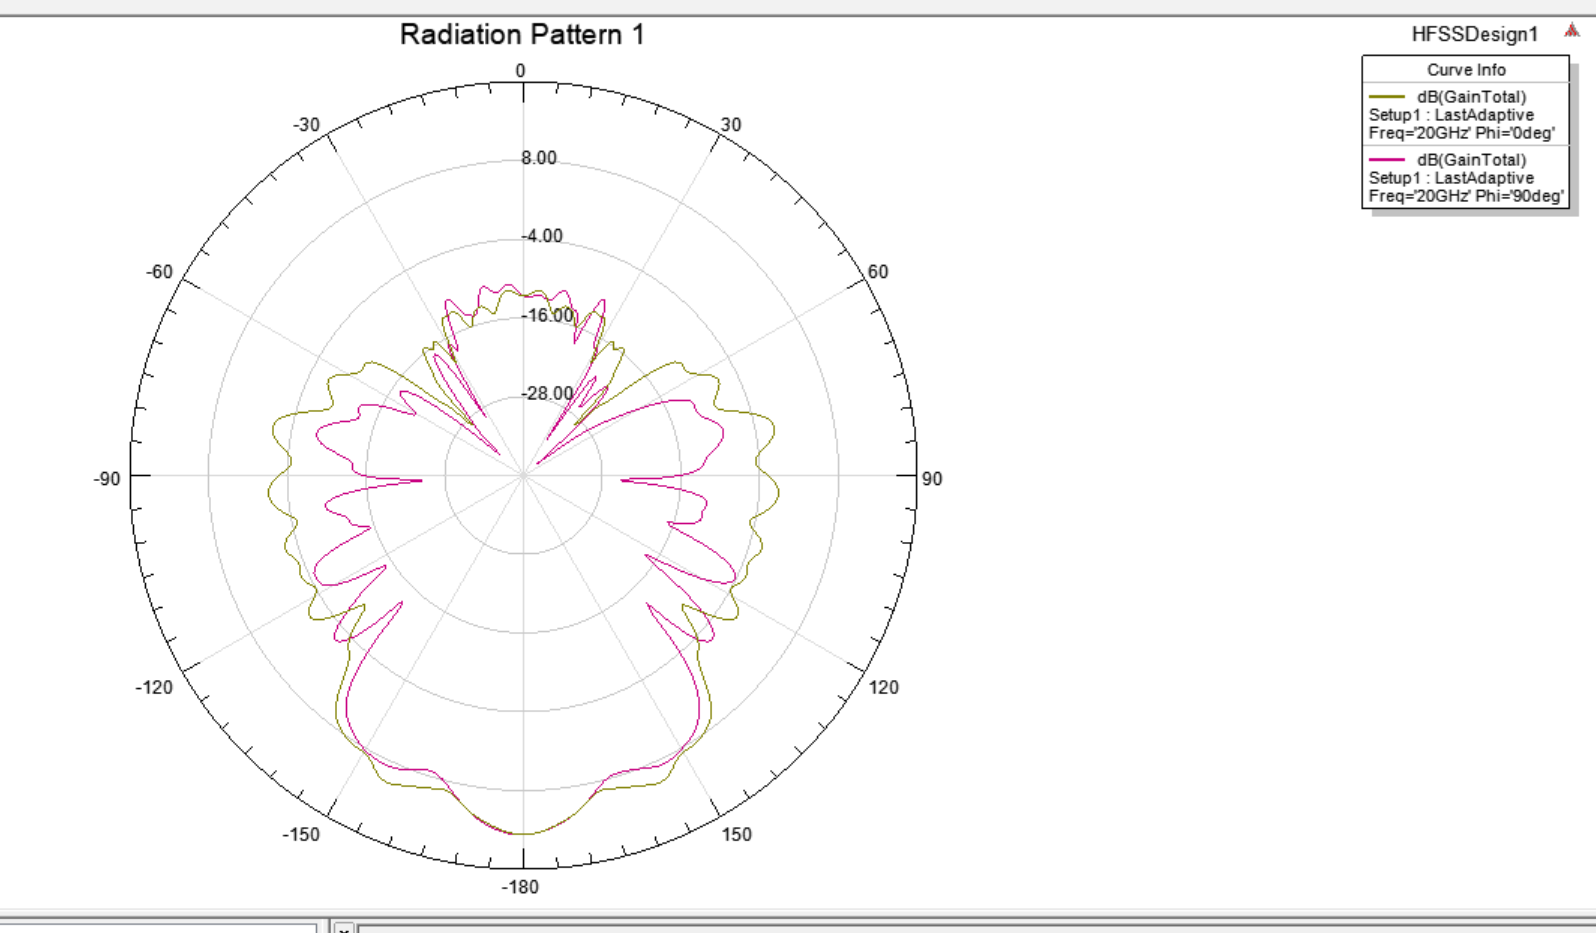 Radiation Pattern 1
HFSSDesign1
Curve Info
dB(GainTotal)
Setup1 : LastAdaptive
Freq='20GHz' Phi='0deg'
dB(GainTotal)
Setup1 : LastAdaptive
Freq='20GHz' Phi='90deg'
0
-30
30
8.00
-4.00
-60
60
-16.00
-28.00
-90
90
-120
120
-150
150
-180